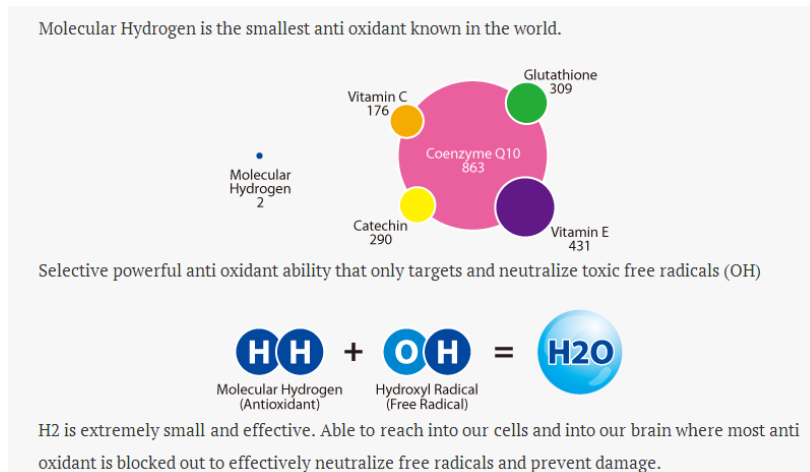 Molecular Hydrogen is the smallest anti oxidant known in the world.
Glutathione
309
Vitamin C
176
Coenzyme Q10
863
Molecular
Hydrogen
2
Catechin
290
Vitamin E
431
Selective powerful anti oxidant ability that only targets and neutralize toxic free radicals (OH)
H H + O H = H2O
Molecular Hydrogen
(Antioxidant)
Hydroxyl Radical
(Free Radical)
H2 is extremely small and effective. Able to reach into our cells and into our brain where most anti
oxidant is blocked out to effectively neutralize free radicals and prevent damage.